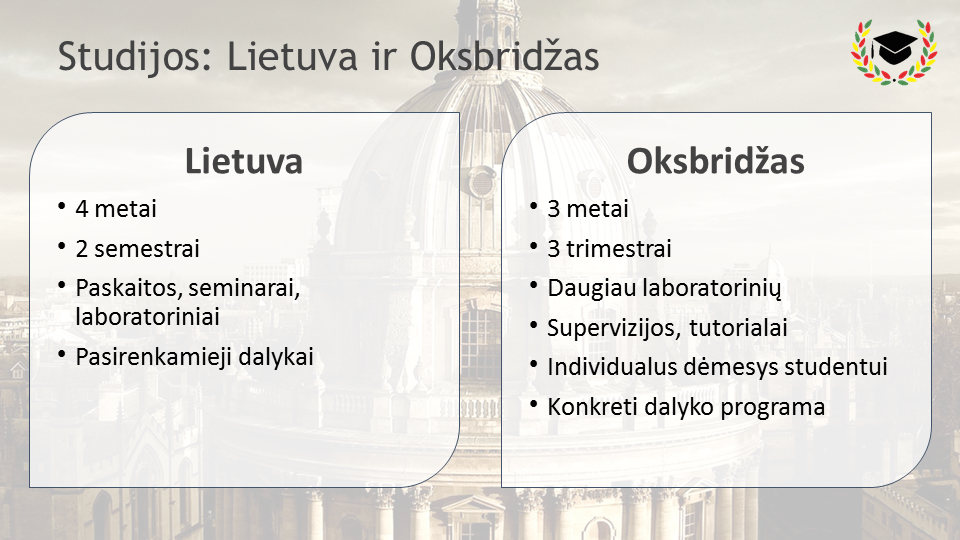 Studijos: Lietuva ir Oksbridžas
Lietuva
• 4 metai
• 2 semestrai
• Paskaitos, seminarai,
laboratoriniai
• Pasirenkamieji dalykai
Oksbridžas
• 3 metai
• 3 trimestrai
• Daugiau laboratorinių
• Supervizijos, tutorialai
• Individualus dėmesys studentui
• Konkreti dalyko programa